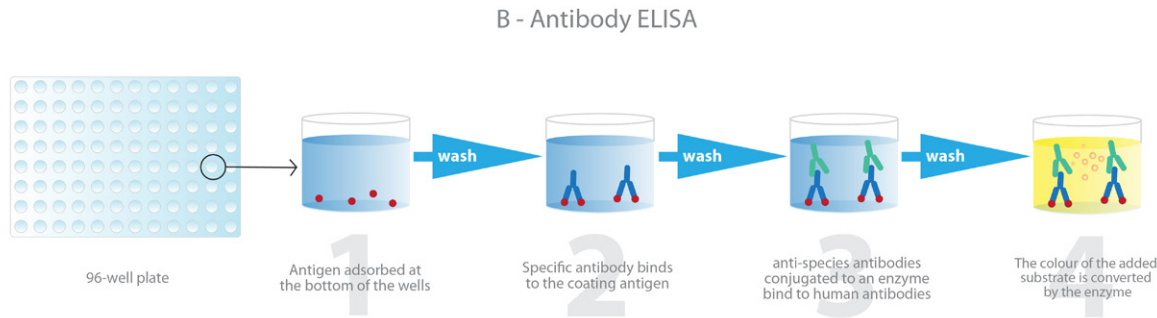 B - Antibody ELISA
wash
wash
wash
1
2
3
4
96-well plate
Antigen adsorbed at
the bottom of the wells
Specific antibody binds
to the coating antigen
anti-species antibodies
conjugated to an enzyme
bind to human antibodies
The colour of the added
substrate is converted
by the enzyme